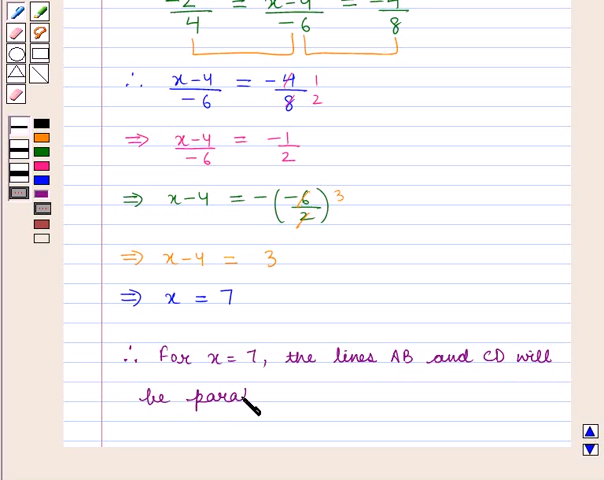 -2/4 = x-4/-6 = -4/8
∴ x-4/-6 = -4/8 1/2
⇒ x-4/-6 = -1/2
⇒ x-4 = -(-6/2) 3
⇒ x-4 = 3
⇒ x = 7
∴ For x = 7, the lines AB and CD will
be paral